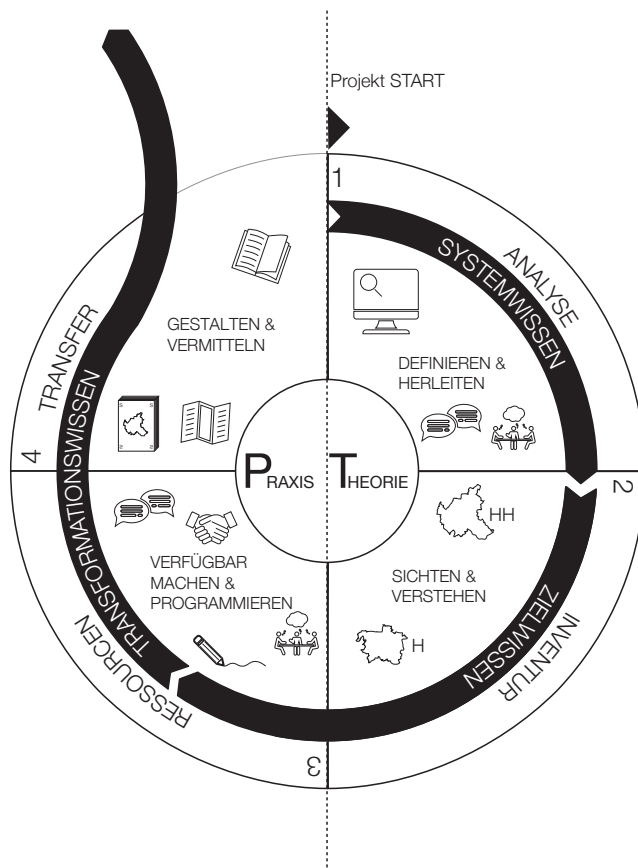 Projekt START
1
ANALYSE
SYSTEMWISSEN
DEFINIEREN &
HERLEITEN
2
INVENTUR
ZIELWISSEN
HH
SICHTEN &
VERSTEHEN
H
3
RESSOURCEN
TRANSFORMATIONSWISSEN
VERFÜGBAR
MACHEN &
PROGRAMMIEREN
4
TRANSFER
GESTALTEN &
VERMITTELN
PRAXIS
THEORIE